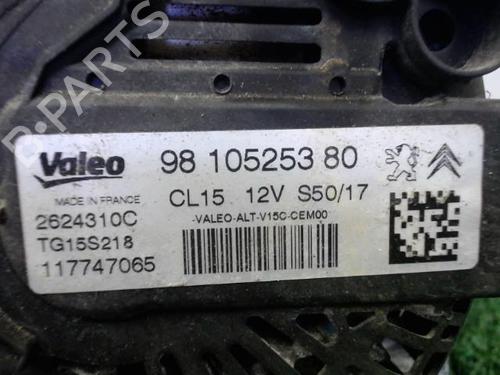 B-PARTS
Valeo
98 105253 80
MADE IN FRANCE
CL15 12V S50/17
2624310C
-VALEO-ALT-V15C-CEM00-
TG15S218
117747065